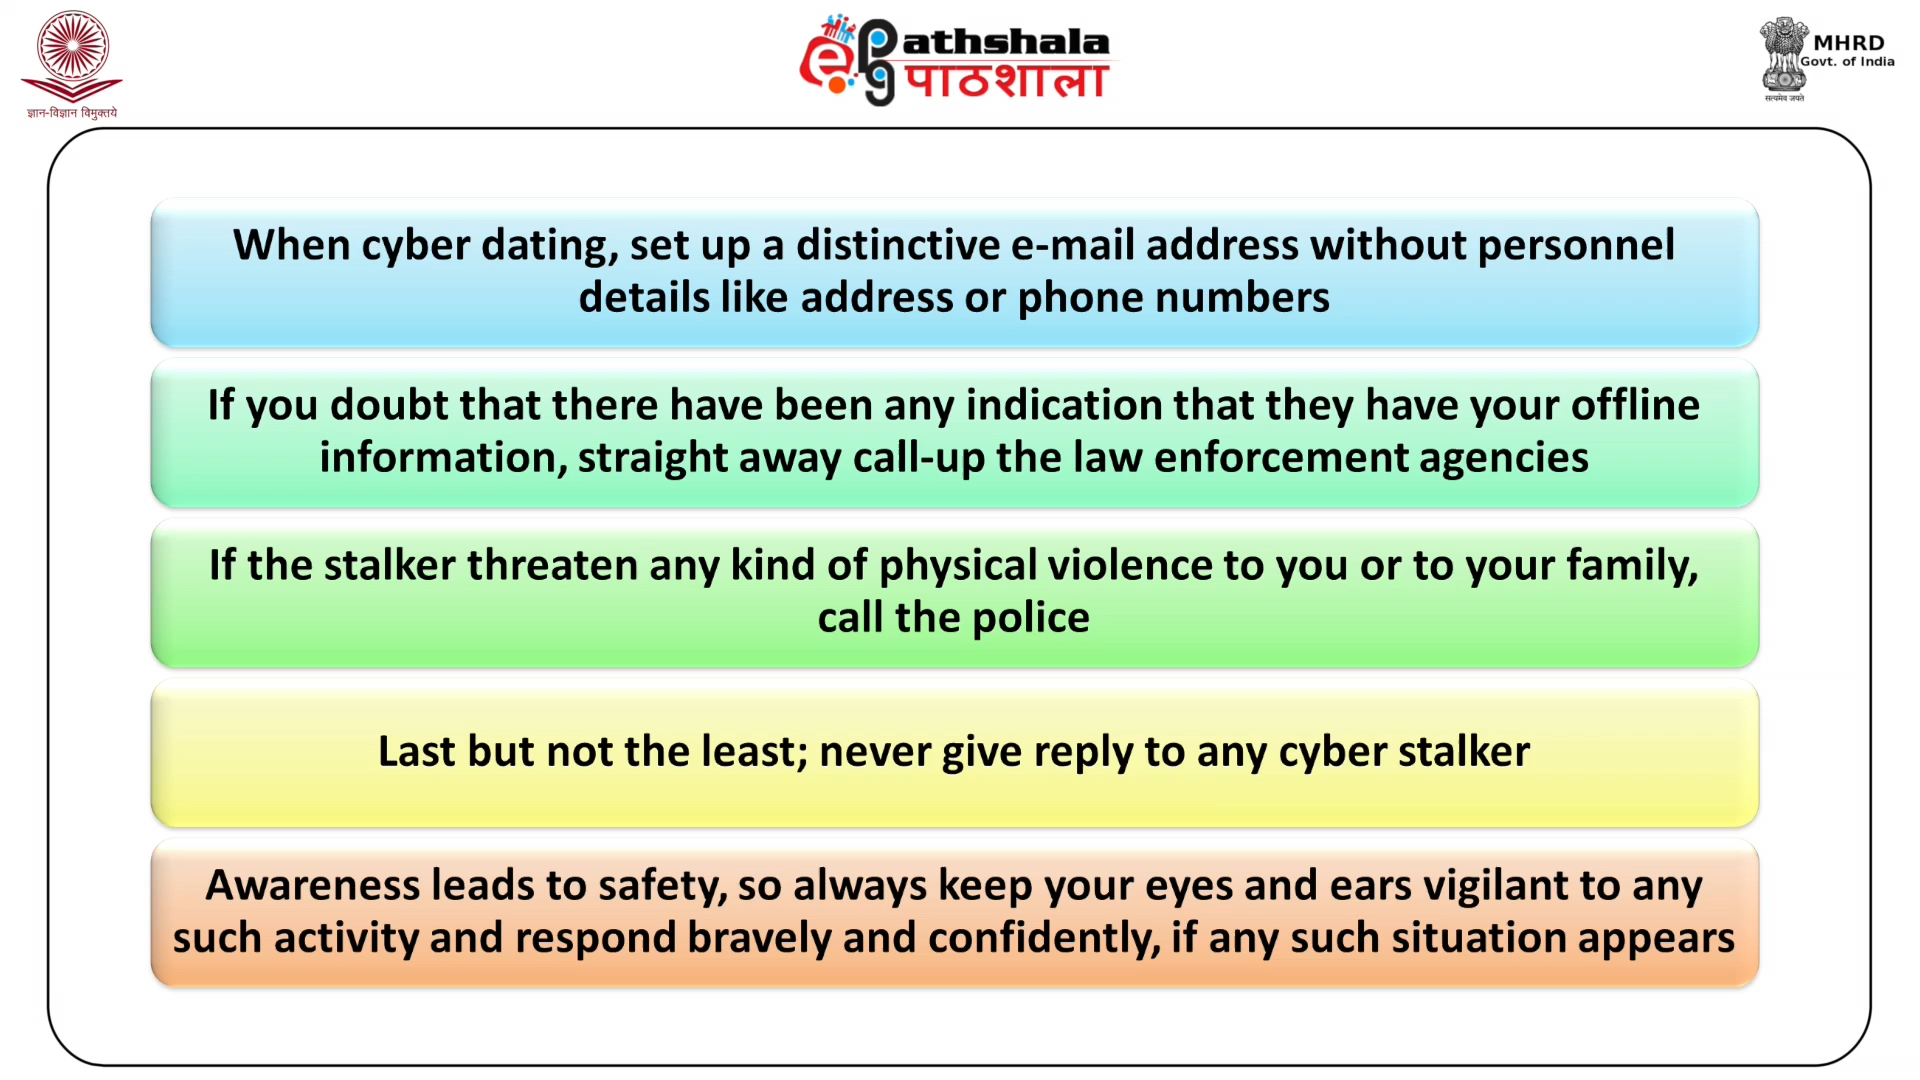 ज्ञान-विज्ञान विमुक्तये
e pg Pathshala
पाठशाला
MHRD
Govt. of India
सत्यमेव जयते
When cyber dating, set up a distinctive e-mail address without personnel
details like address or phone numbers
If you doubt that there have been any indication that they have your offline
information, straight away call-up the law enforcement agencies
If the stalker threaten any kind of physical violence to you or to your family,
call the police
Last but not the least; never give reply to any cyber stalker
Awareness leads to safety, so always keep your eyes and ears vigilant to any
such activity and respond bravely and confidently, if any such situation appears